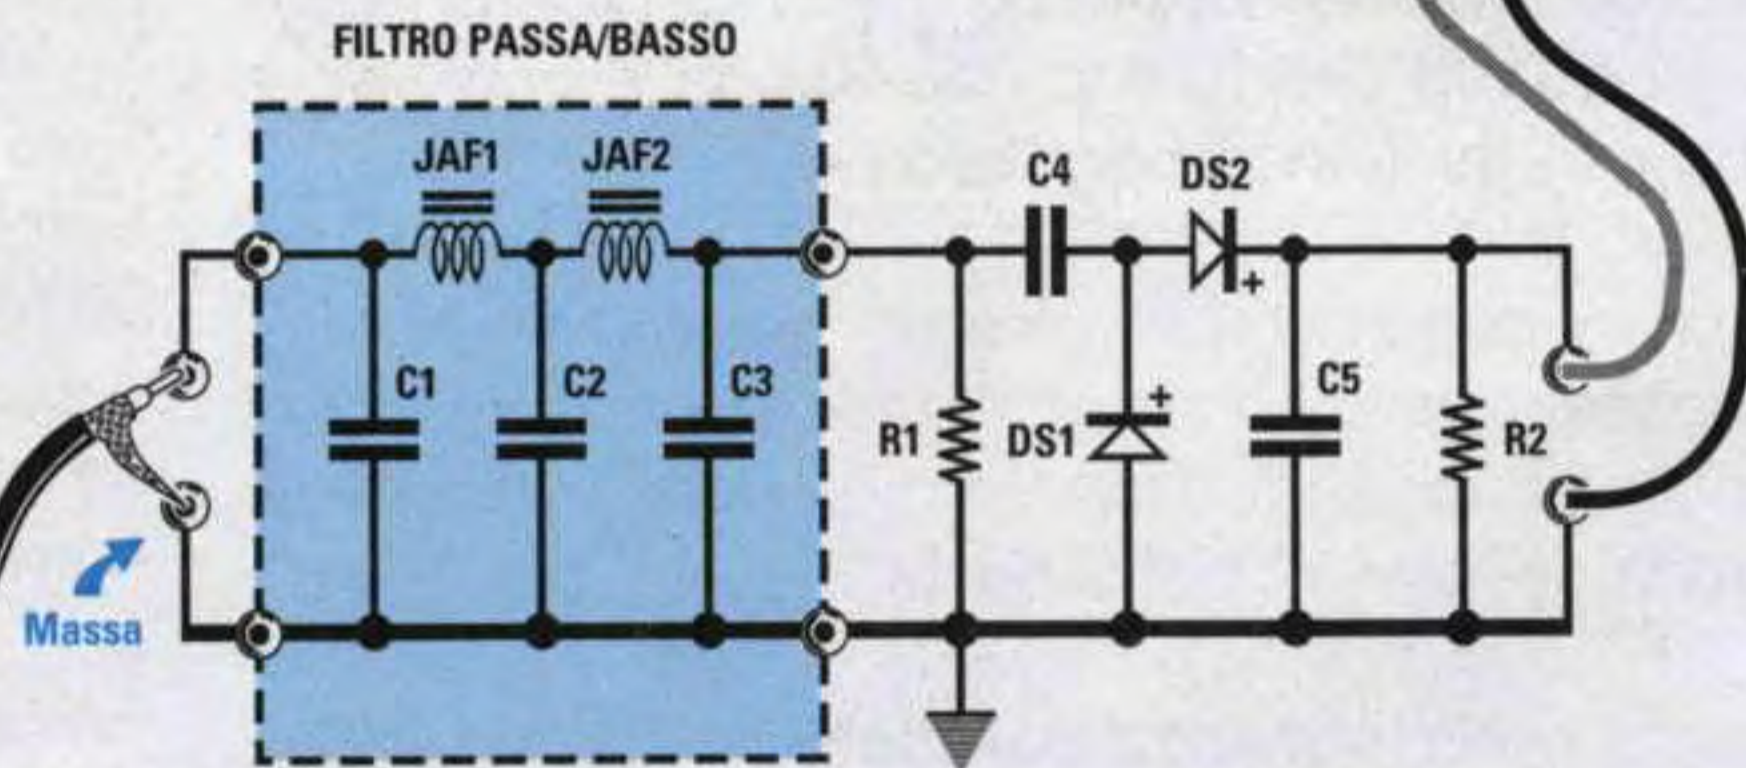 FILTRO PASSA/BASSO
JAF1
JAF2
C4
DS2
+
C1
C2
C3
R1
DS1
+
C5
R2
Massa